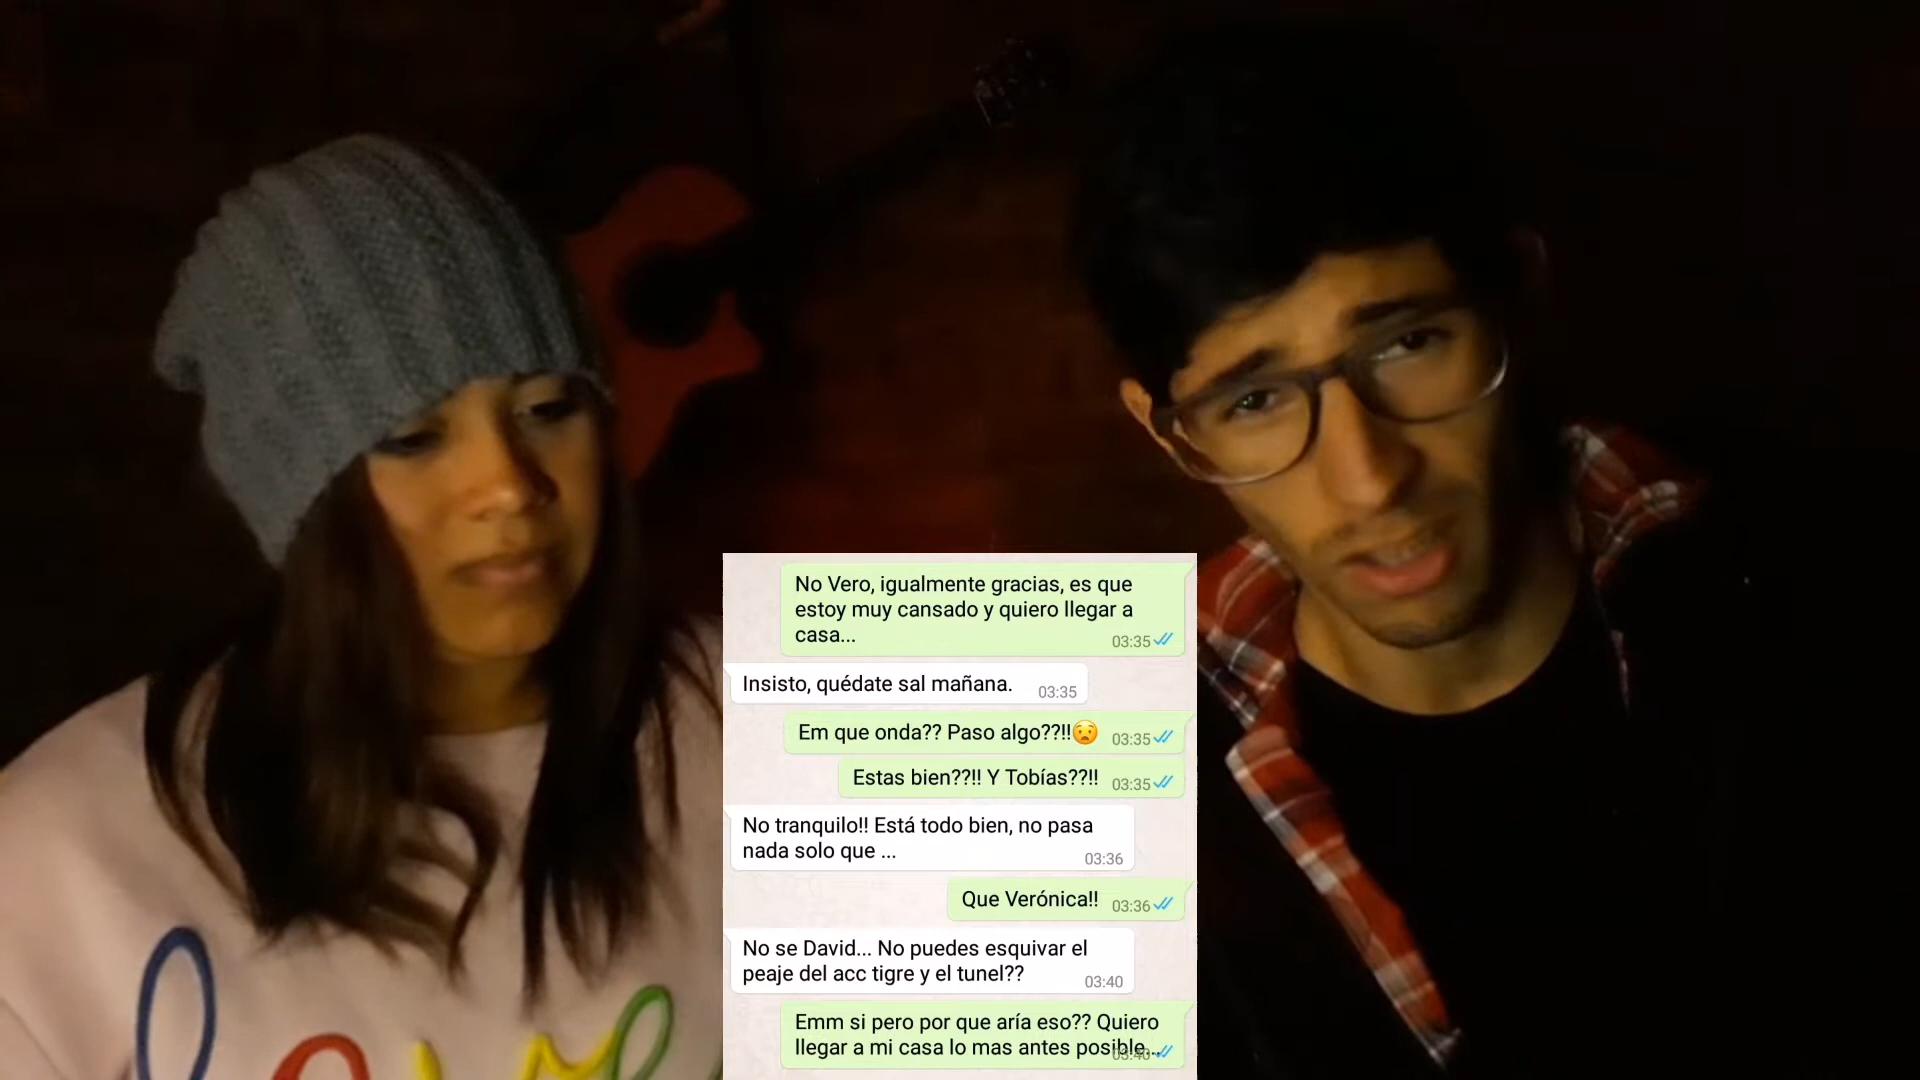 No Vero, igualmente gracias, es que
estoy muy cansado y quiero llegar a
casa...
03:35
Insisto, quédate sal mañana.
03:35
Em que onda?? Paso algo??!!😧
03:35
Estas bien??!! Y Tobías??!!
03:35
No tranquilo!! Está todo bien, no pasa
nada solo que ...
03:36
Que Verónica!!
03:36
No se David... No puedes esquivar el
peaje del acc tigre y el tunel??
03:40
Emm si pero por que aría eso?? Quiero
llegar a mi casa lo mas antes posible...
03:40
love